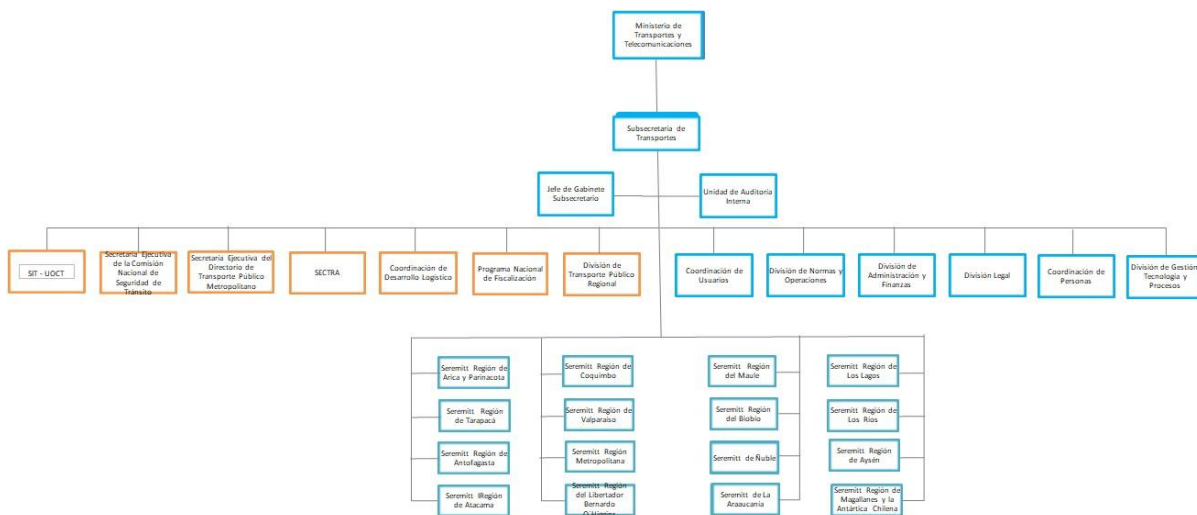 Ministerio de
Transportes y
Telecomunicaciones
Subsecretaría de
Transportes
Jefe de Gabinete
Subsecretario
Unidad de Auditoría
Interna
SIT - UOCT
Secretaría Ejecutiva
de la Comisión
Nacional de
Seguridad de
Tránsito
Secretaría Ejecutiva del
Directorio de
Transporte Público
Metropolitano
SECTRA
Coordinación de
Desarrollo Logístico
Programa Nacional
de Fiscalización
División de
Transporte Público
Regional
Coordinación de
Usuarios
División de Normas y
Operaciones
División de
Administración y
Finanzas
División Legal
Coordinación de
Personas
División de Gestión,
Tecnología y
Procesos
Seremitt Región de
Arica y Parinacota
Seremitt Región
de Tarapacá
Seremitt Región de
Antofagasta
Seremitt IRegión
de Atacama
Seremitt Región de
Coquimbo
Seremitt Región de
Valparaíso
Seremitt Región
Metropolitana
Seremitt Región
del Libertador
Bernardo
O'Higgins
Seremitt Región
del Maule
Seremitt Región
del Biobío
Seremitt de Ñuble
Seremitt de La
Araaucanía
Seremitt Región de
Los Lagos
Seremitt Región de
Los Ríos
Seremitt Región
de Aysén
Seremitt Región de
Magallanes y la
Antártica Chilena